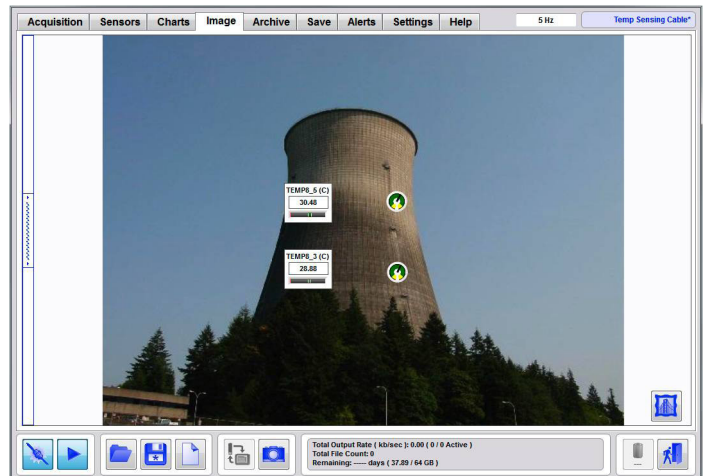 Acquisition Sensors Charts Image Archive Save Alerts Settings Help 5 Hz Temp Sensing Cable*
TEMP8_5 (C)
30.48
TEMP8_3 (C)
28.88
Total Output Rate ( kb/sec ): 0.00 ( 0 / 0 Active )
Total File Count: 0
Remaining: ----- days ( 37.89 / 64 GB )
----